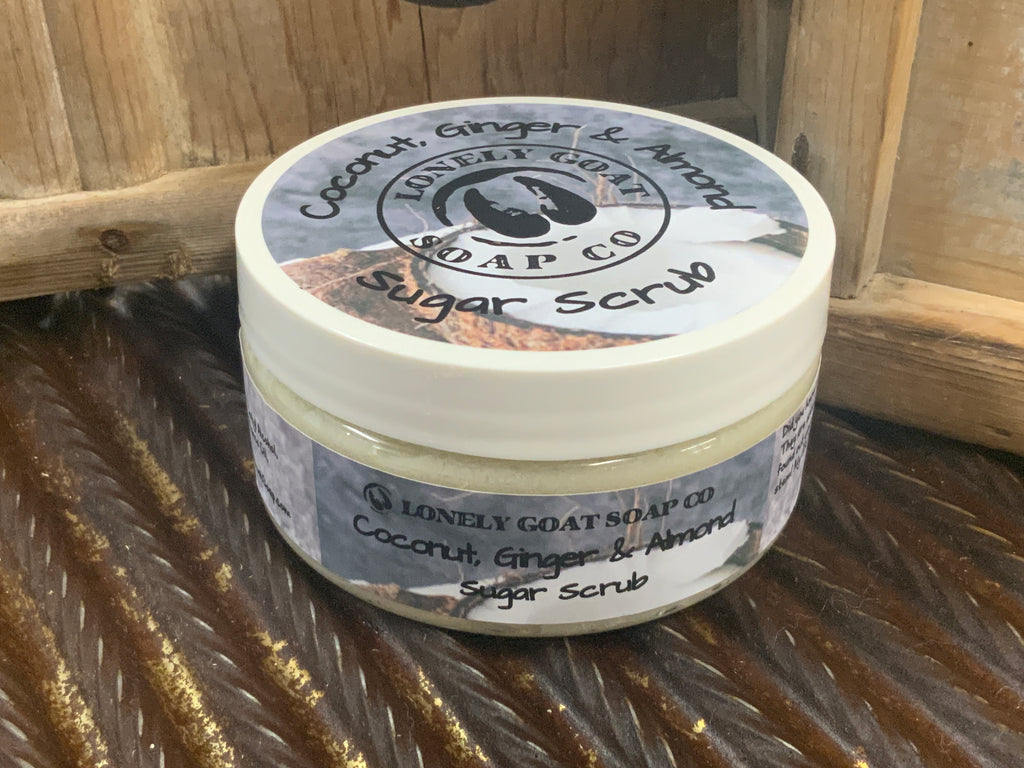 Coconut, Ginger & Almond
LONELY GOAT
SOAP CO
Sugar Scrub
LONELY GOAT SOAP CO
Coconut, Ginger & Almond
Sugar Scrub